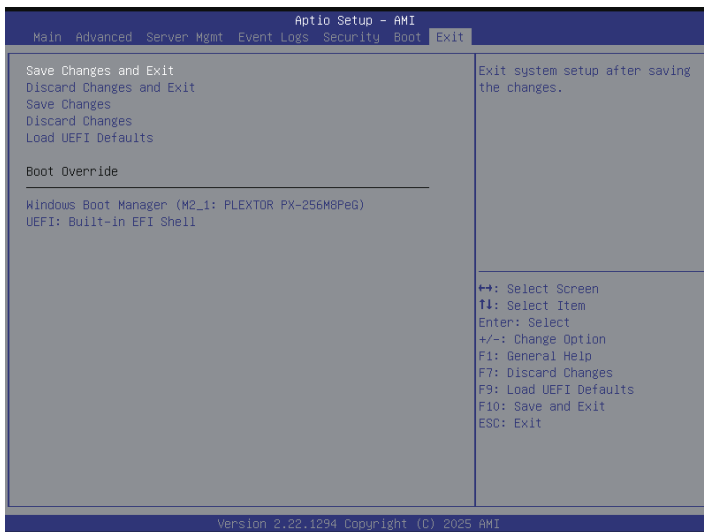 Aptio Setup - AMI
Main Advanced Server Mgmt Event Logs Security Boot Exit
Save Changes and Exit
Discard Changes and Exit
Save Changes
Discard Changes
Load UEFI Defaults
Boot Override
Windows Boot Manager (M2_1: PLEXTOR PX-256M8PeG)
UEFI: Built-in EFI Shell
Exit system setup after saving
the changes.
↔: Select Screen
↑↓: Select Item
Enter: Select
+/-: Change Option
F1: General Help
F7: Discard Changes
F9: Load UEFI Defaults
F10: Save and Exit
ESC: Exit
Version 2.22.1294 Copyright (C) 2025 AMI